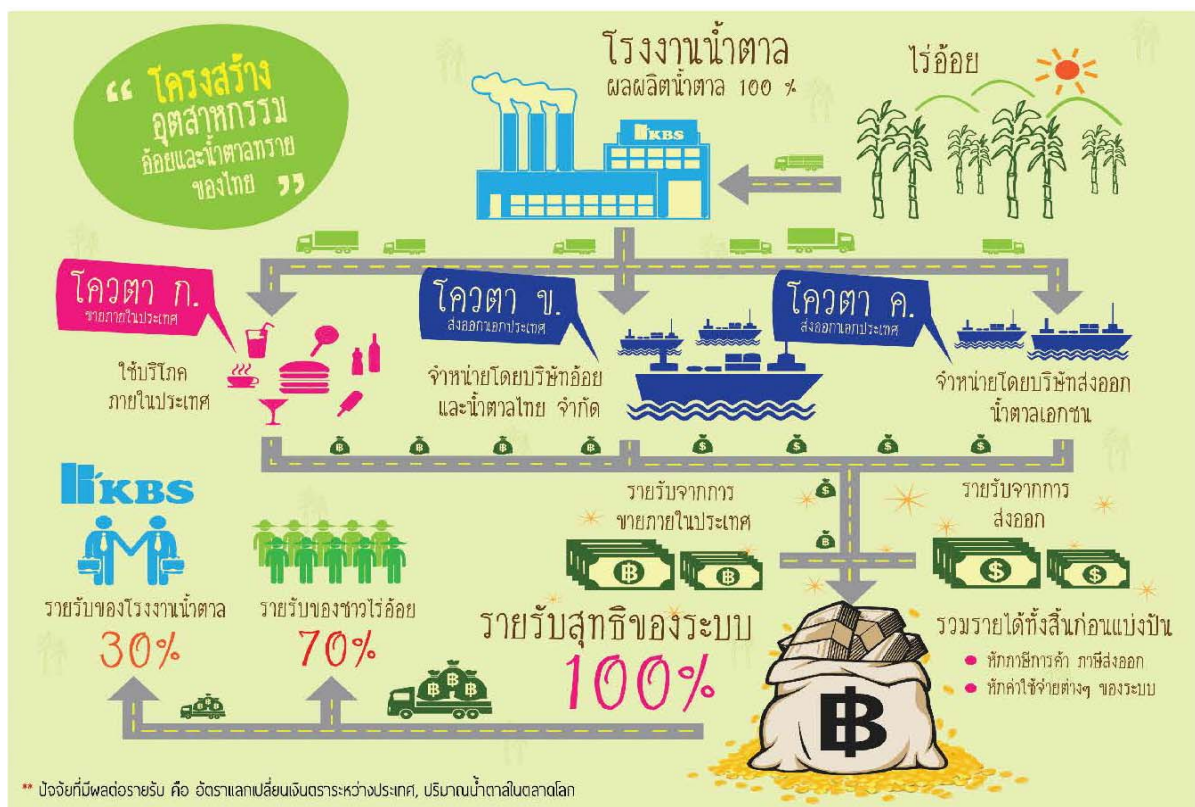 “ โครงสร้าง
อุตสาหกรรม
อ้อยและน้ำตาลทราย
ของไทย ”
โรงงานน้ำตาล
ผลผลิตน้ำตาล 100 %
KBS
ไร่อ้อย
โควตา ก.
ขายภายในประเทศ
ใช้บริโภค
ภายในประเทศ
โควตา ข.
ส่งออกนอกประเทศ
จำหน่ายโดยบริษัทอ้อย
และน้ำตาลไทย จำกัด
โควตา ค.
ส่งออกนอกประเทศ
จำหน่ายโดยบริษัทส่งออก
น้ำตาลเอกชน
รายรับจากการ
ขายภายในประเทศ
รายรับจากการ
ส่งออก
KBS
รายรับของโรงงานน้ำตาล
30%
รายรับของชาวไร่อ้อย
70%
รายรับสุทธิของระบบ
100%
รวมรายได้ทั้งสิ้นก่อนแบ่งปัน
• หักภาษีการค้า ภาษีส่งออก
• หักค่าใช้จ่ายต่างๆ ของระบบ
** ปัจจัยที่มีผลต่อรายรับ คือ อัตราแลกเปลี่ยนเงินตราระหว่างประเทศ, ปริมาณน้ำตาลในตลาดโลก